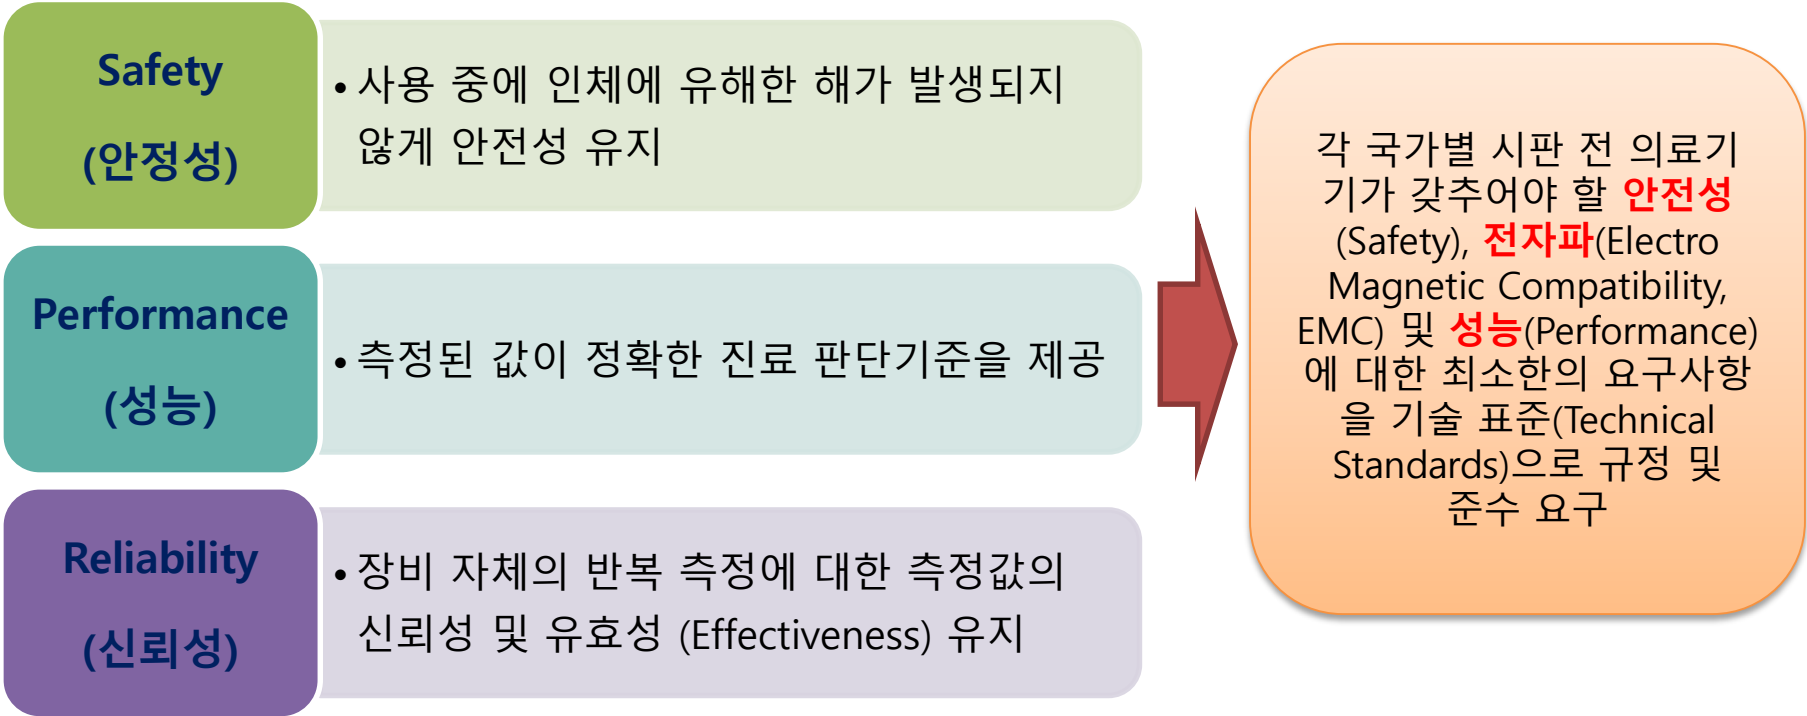 Safety
(안정성)
• 사용 중에 인체에 유해한 해가 발생되지
않게 안전성 유지
Performance
(성능)
• 측정된 값이 정확한 진료 판단기준을 제공
Reliability
(신뢰성)
• 장비 자체의 반복 측정에 대한 측정값의
신뢰성 및 유효성 (Effectiveness) 유지
각 국가별 시판 전 의료기
기가 갖추어야 할 안전성
(Safety), 전자파(Electro
Magnetic Compatibility,
EMC) 및 성능(Performance)
에 대한 최소한의 요구사항
을 기술 표준(Technical
Standards)으로 규정 및
준수 요구